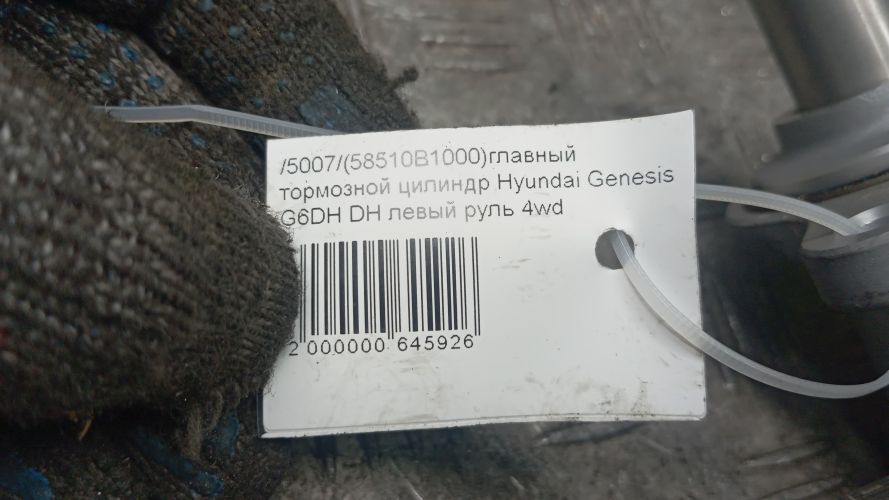 /5007/(58510B1000)главный
тормозной цилиндр Hyundai Genesis
G6DH DH левый руль 4wd
2 000000 645926